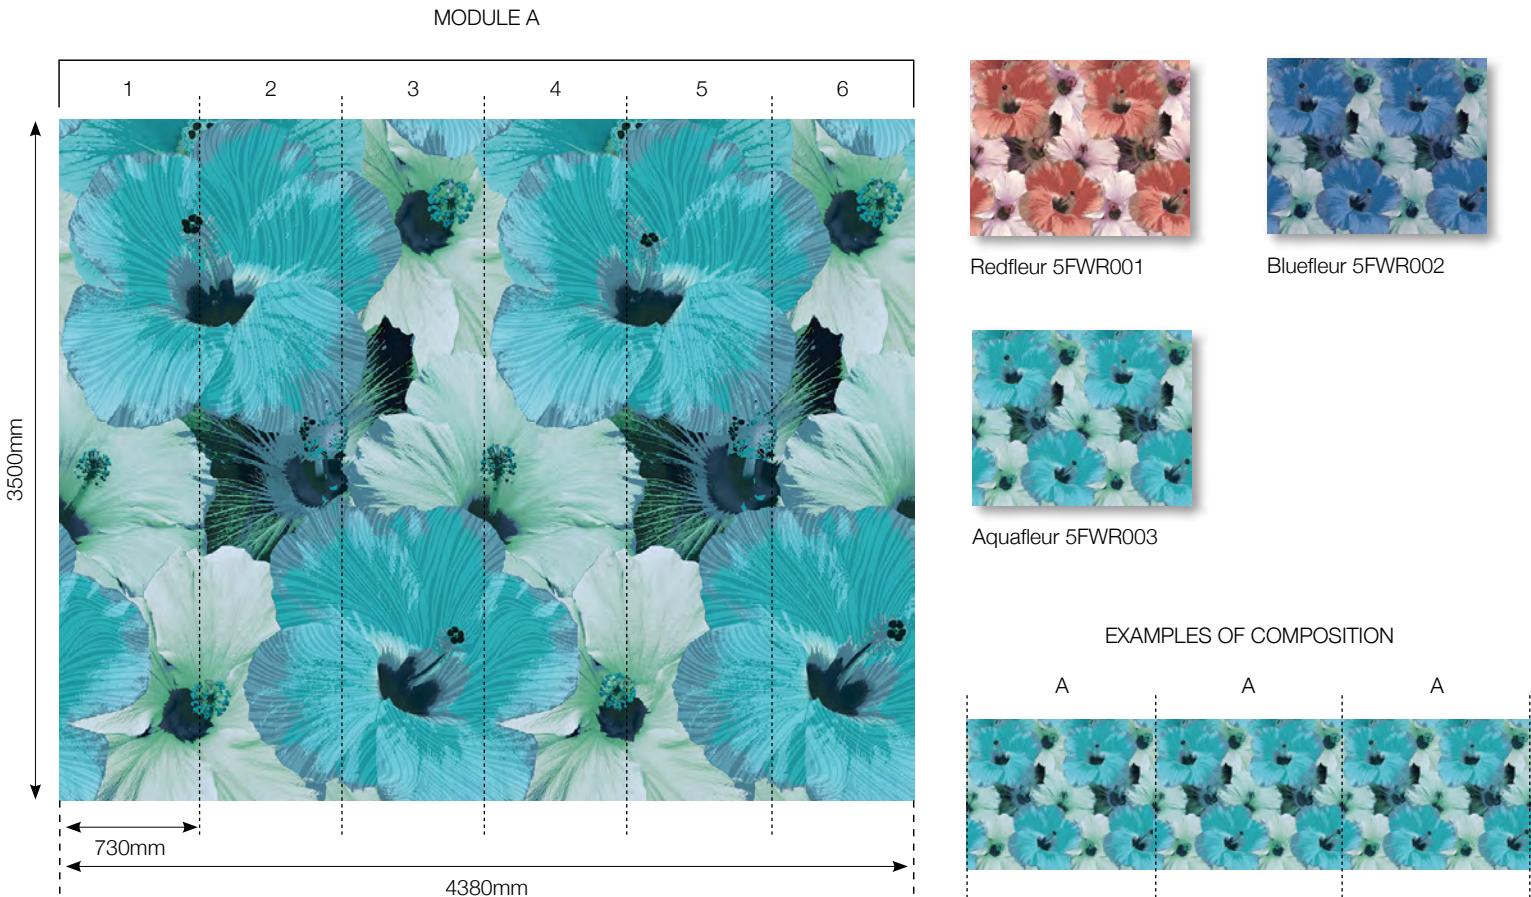 MODULE A
1 2 3 4 5 6
3500mm
730mm
4380mm
Redfleur 5FWR001
Bluefleur 5FWR002
Aquafleur 5FWR003
EXAMPLES OF COMPOSITION
A A A